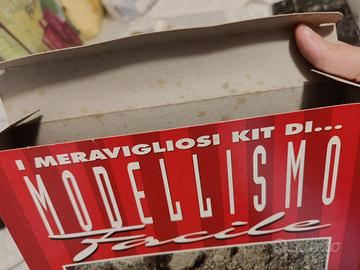 I MERAVIGLIOSI KIT DI...
MODELLISMO
facile